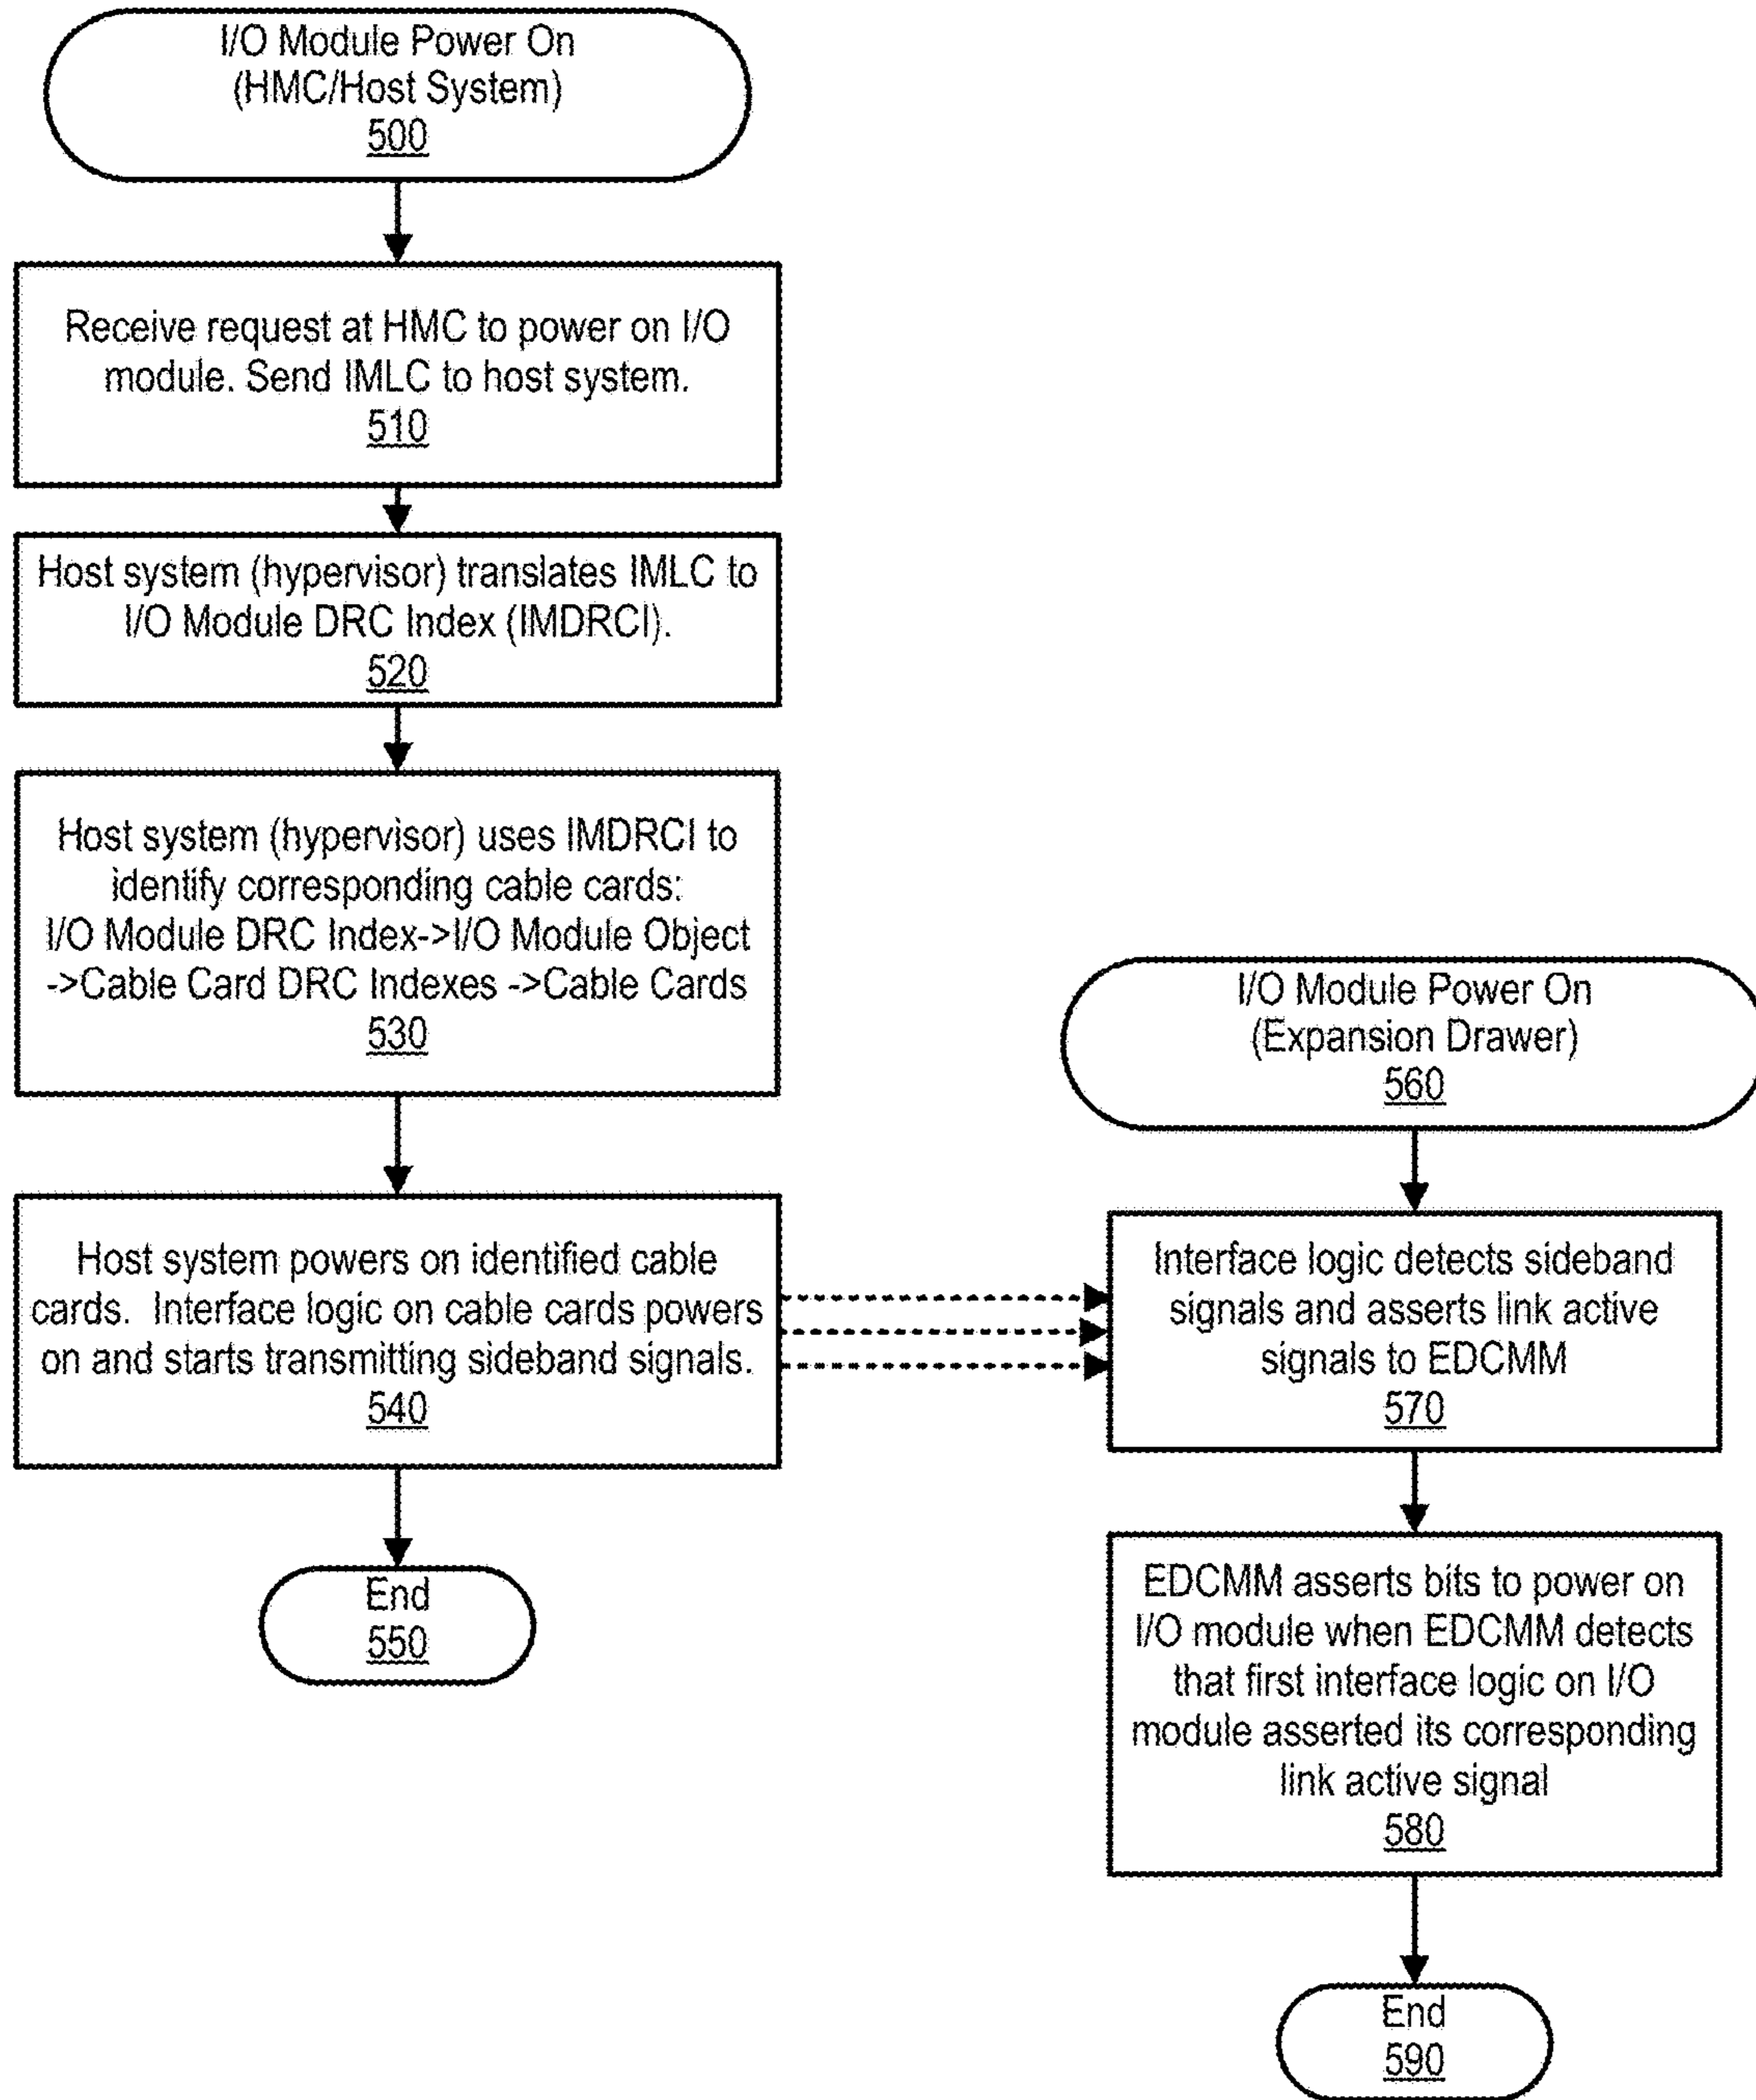 I/O Module Power On
(HMC/Host System)
500
Receive request at HMC to power on I/O
module. Send IMLC to host system.
510
Host system (hypervisor) translates IMLC to
I/O Module DRC Index (IMDRCI).
520
Host system (hypervisor) uses IMDRCI to
identify corresponding cable cards:
I/O Module DRC Index->I/O Module Object
->Cable Card DRC Indexes ->Cable Cards
530
Host system powers on identified cable
cards. Interface logic on cable cards powers
on and starts transmitting sideband signals.
540
End
550
I/O Module Power On
(Expansion Drawer)
560
Interface logic detects sideband
signals and asserts link active
signals to EDCMM
570
EDCMM asserts bits to power on
I/O module when EDCMM detects
that first interface logic on I/O
module asserted its corresponding
link active signal
580
End
590